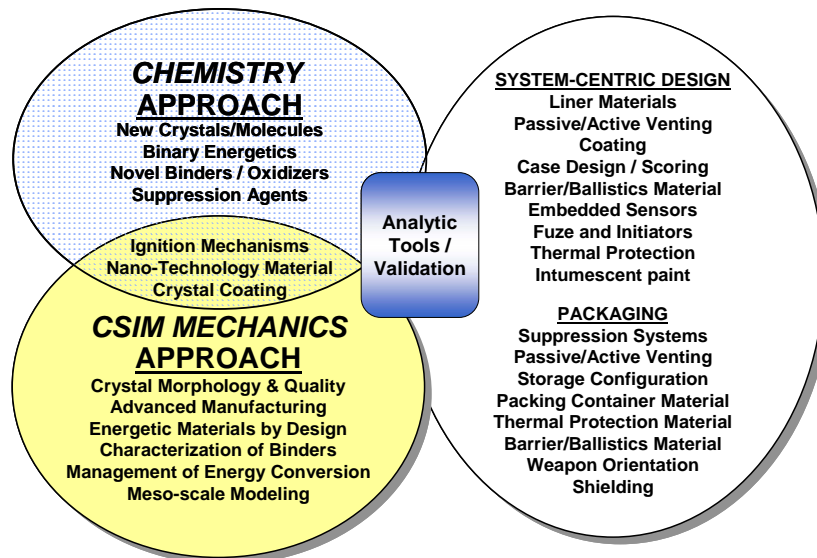 CHEMISTRY
APPROACH
New Crystals/Molecules
Binary Energetics
Novel Binders / Oxidizers
Suppression Agents
Ignition Mechanisms
Nano-Technology Material
Crystal Coating
CSIM MECHANICS
APPROACH
Crystal Morphology & Quality
Advanced Manufacturing
Energetic Materials by Design
Characterization of Binders
Management of Energy Conversion
Meso-scale Modeling
Analytic
Tools /
Validation
SYSTEM-CENTRIC DESIGN
Liner Materials
Passive/Active Venting
Coating
Case Design / Scoring
Barrier/Ballistics Material
Embedded Sensors
Fuze and Initiators
Thermal Protection
Intumescent paint
PACKAGING
Suppression Systems
Passive/Active Venting
Storage Configuration
Packing Container Material
Thermal Protection Material
Barrier/Ballistics Material
Weapon Orientation
Shielding